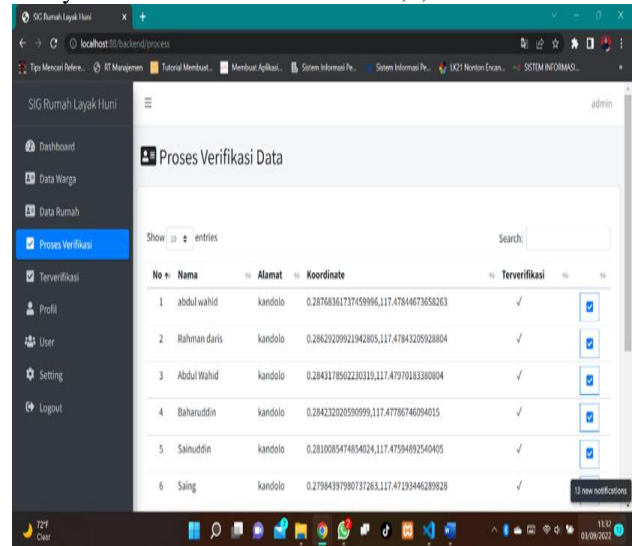 SIG Rumah Layak Huni
localhost:88/backend/process
Tips Mencari Refere...
RT Manajemen
Tutorial Membuat...
Membuat Aplikasi...
Sistem Informasi Pe...
Sistem Informasi Pe...
LK21 Nonton Encan...
SISTEM INFORMASI...
SIG Rumah Layak Huni
admin
Dashboard
Data Warga
Data Rumah
Proses Verifikasi
Terverifikasi
Profil
User
Setting
Logout
Proses Verifikasi Data
Show 10 entries
Search:
No Nama Alamat Koordinate Terverifikasi
1 abdul wahid kandolo 0.28768361737459996,117.47844673658263 √
2 Rahman daris kandolo 0.28629209921942805,117.47843205928804 √
3 Abdul Wahid kandolo 0.2843178502230319,117.47970183380804 √
4 Baharuddin kandolo 0.284232020590999,117.47786746094015 √
5 Sainuddin kandolo 0.2810085474854024,117.47594892540405 √
6 Saing kandolo 0.27984397980737263,117.47193446289828 √
13 new notifications
72°F
Clear
13:32
03/09/2022